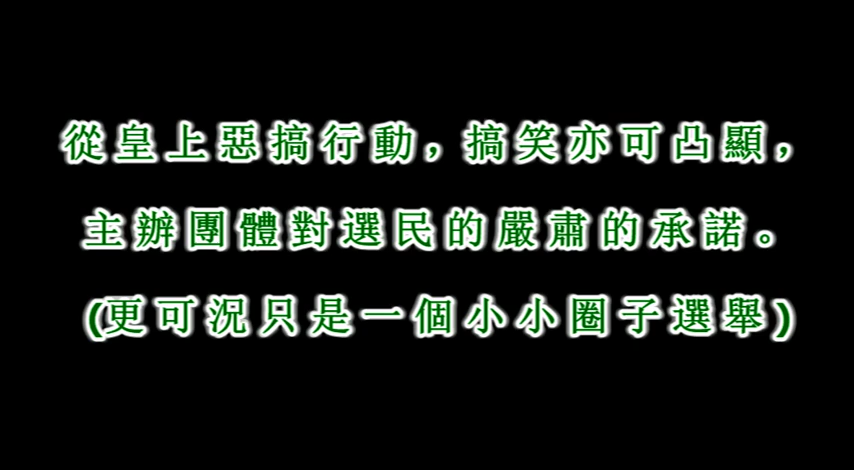 從皇上惡搞行動，搞笑亦可凸顯，
主辦團體對選民的嚴肅的承諾。
(更可況只是一個小小圈子選舉)